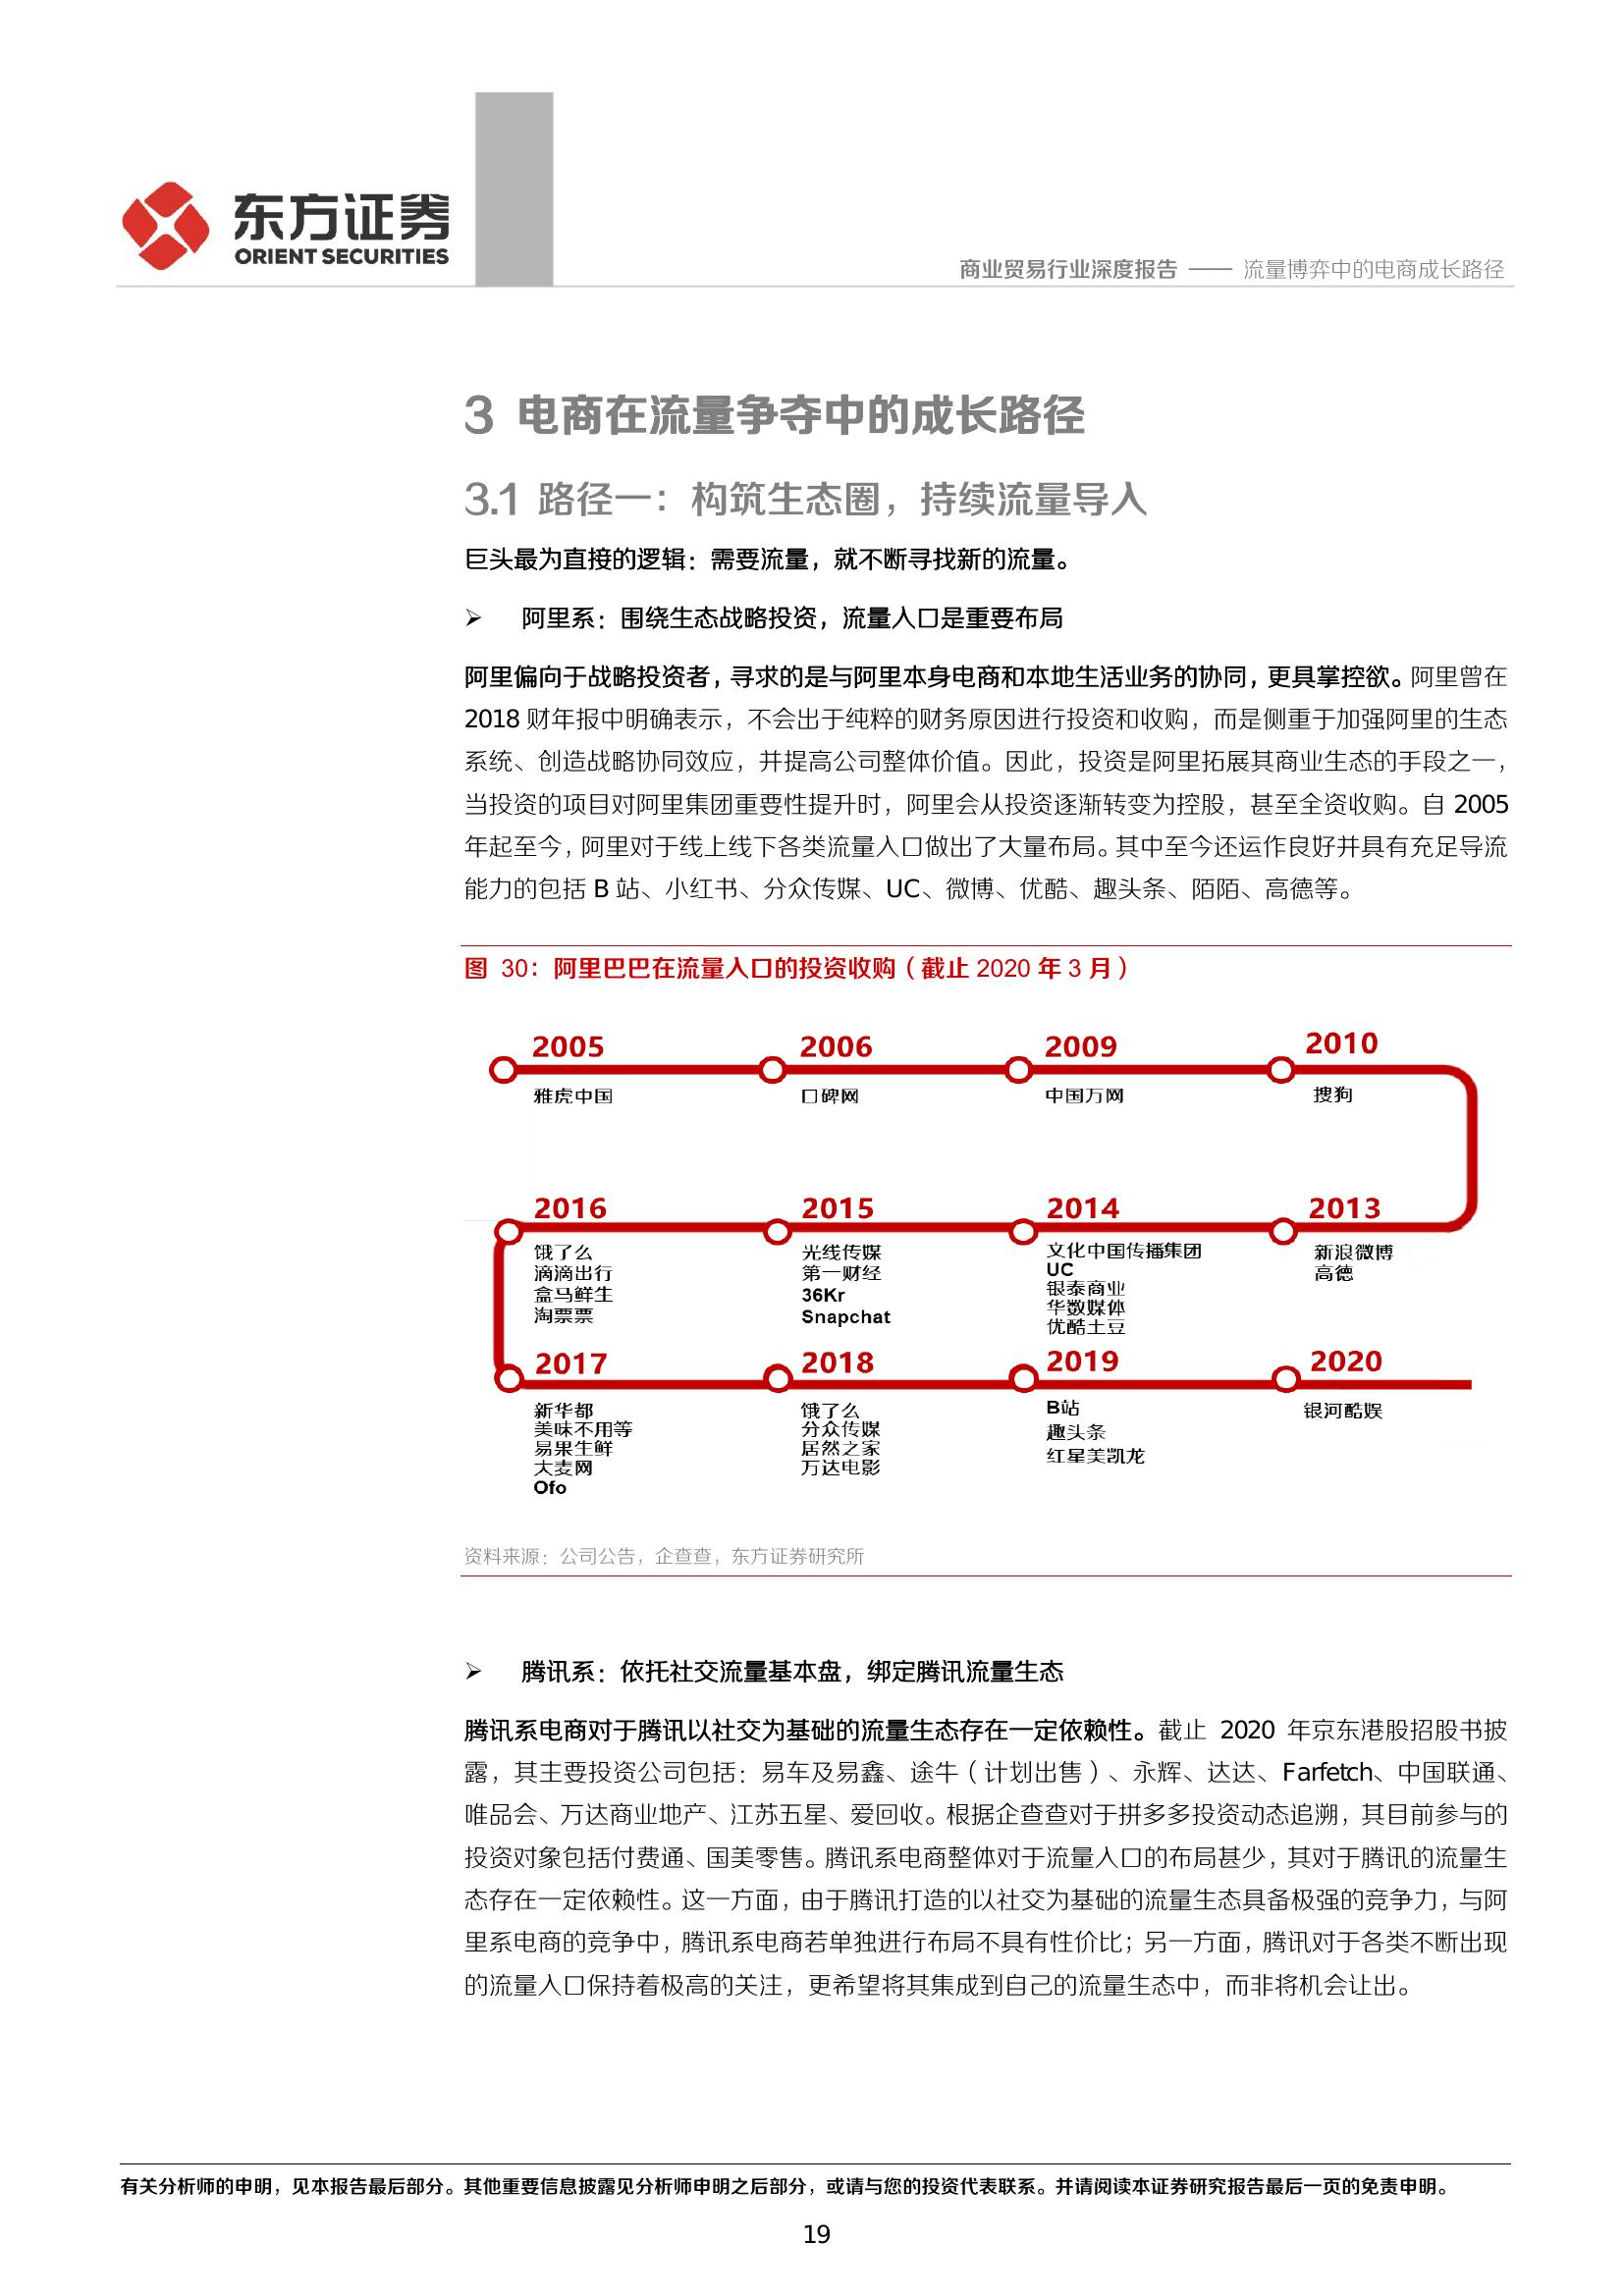 东方证券
ORIENT SECURITIES
商业贸易行业深度报告 —— 流量博弈中的电商成长路径
3 电商在流量争夺中的成长路径
3.1 路径一：构筑生态圈，持续流量导入
巨头最为直接的逻辑：需要流量，就不断寻找新的流量。
➢ 阿里系：围绕生态战略投资，流量入口是重要布局
阿里偏向于战略投资者，寻求的是与阿里本身电商和本地生活业务的协同，更具掌控欲。阿里曾在
2018 财年报中明确表示，不会出于纯粹的财务原因进行投资和收购，而是侧重于加强阿里的生态
系统、创造战略协同效应，并提高公司整体价值。因此，投资是阿里拓展其商业生态的手段之一，
当投资的项目对阿里集团重要性提升时，阿里会从投资逐渐转变为控股，甚至全资收购。自 2005
年起至今，阿里对于线上线下各类流量入口做出了大量布局。其中至今还运作良好并具有充足导流
能力的包括 B 站、小红书、分众传媒、UC、微博、优酷、趣头条、陌陌、高德等。
图 30：阿里巴巴在流量入口的投资收购（截止 2020 年 3 月）
2005
雅虎中国
2006
口碑网
2009
中国万网
2010
搜狗
2016
饿了么
滴滴出行
盒马鲜生
淘票票
2015
光线传媒
第一财经
36Kr
Snapchat
2014
文化中国传播集团
UC
银泰商业
华数媒体
优酷土豆
2013
新浪微博
高德
2017
新华都
美味不用等
易果生鲜
大麦网
Ofo
2018
饿了么
分众传媒
居然之家
万达电影
2019
B站
趣头条
红星美凯龙
2020
银河酷娱
资料来源：公司公告，企查查，东方证券研究所
➢ 腾讯系：依托社交流量基本盘，绑定腾讯流量生态
腾讯系电商对于腾讯以社交为基础的流量生态存在一定依赖性。截止 2020 年京东港股招股书披
露，其主要投资公司包括：易车及易鑫、途牛（计划出售）、永辉、达达、Farfetch、中国联通、
唯品会、万达商业地产、江苏五星、爱回收。根据企查查对于拼多多投资动态追溯，其目前参与的
投资对象包括付费通、国美零售。腾讯系电商整体对于流量入口的布局甚少，其对于腾讯的流量生
态存在一定依赖性。这一方面，由于腾讯打造的以社交为基础的流量生态具备极强的竞争力，与阿
里系电商的竞争中，腾讯系电商若单独进行布局不具有性价比；另一方面，腾讯对于各类不断出现
的流量入口保持着极高的关注，更希望将其集成到自己的流量生态中，而非将机会让出。
有关分析师的申明，见本报告最后部分。其他重要信息披露见分析师申明之后部分，或请与您的投资代表联系。并请阅读本证券研究报告最后一页的免责申明。
19